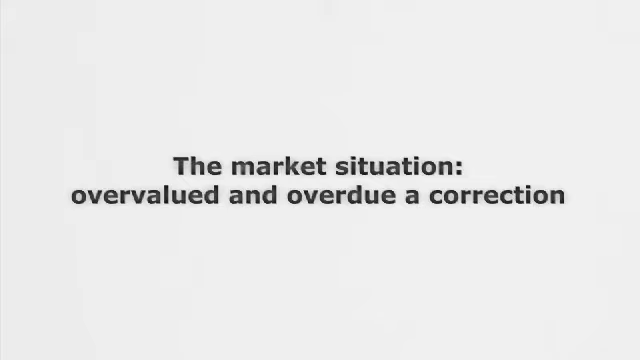 The market situation:
overvalued and overdue a correction